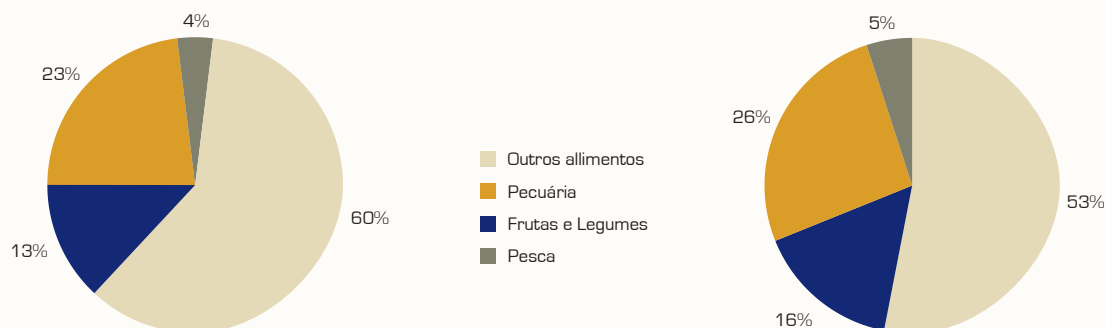 4%
23%
13%
60%
Outros allimentos
Pecuária
Frutas e Legumes
Pesca
5%
26%
53%
16%